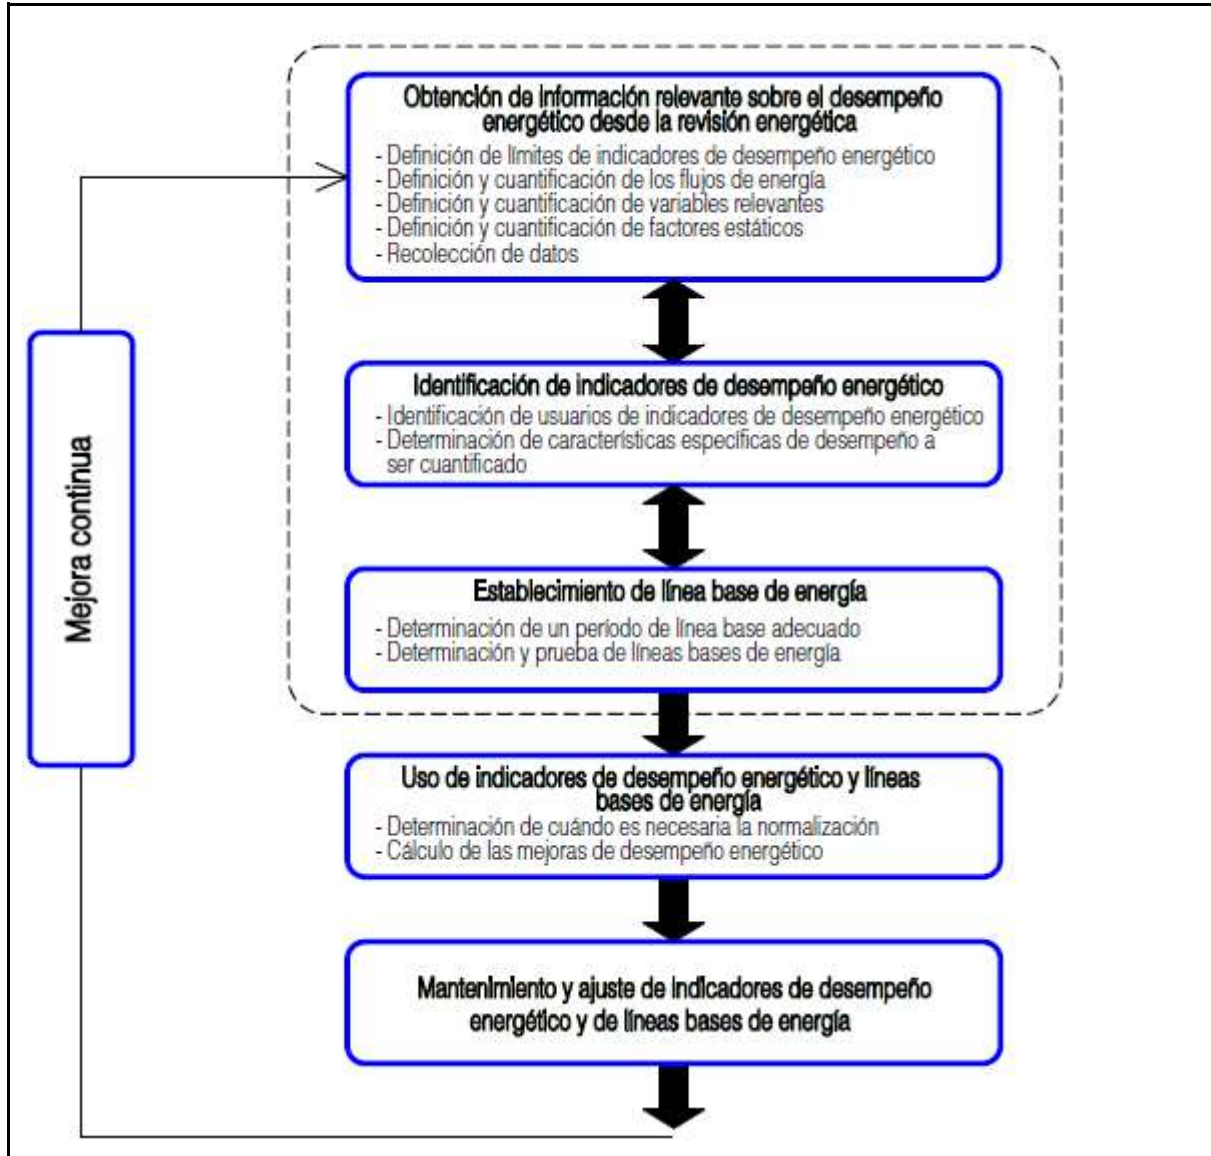 Obtención de información relevante sobre el desempeño
energético desde la revisión energética
- Definición de límites de indicadores de desempeño energético
- Definición y cuantificación de los flujos de energía
- Definición y cuantificación de variables relevantes
- Definición y cuantificación de factores estáticos
- Recolección de datos
Identificación de indicadores de desempeño energético
- Identificación de usuarios de indicadores de desempeño energético
- Determinación de características específicas de desempeño a
ser cuantificado
Mejora continua
Establecimiento de línea base de energía
- Determinación de un período de línea base adecuado
- Determinación y prueba de líneas bases de energía
Uso de indicadores de desempeño energético y líneas
bases de energía
- Determinación de cuándo es necesaria la normalización
- Cálculo de las mejoras de desempeño energético
Mantenimiento y ajuste de indicadores de desempeño
energético y de líneas bases de energía